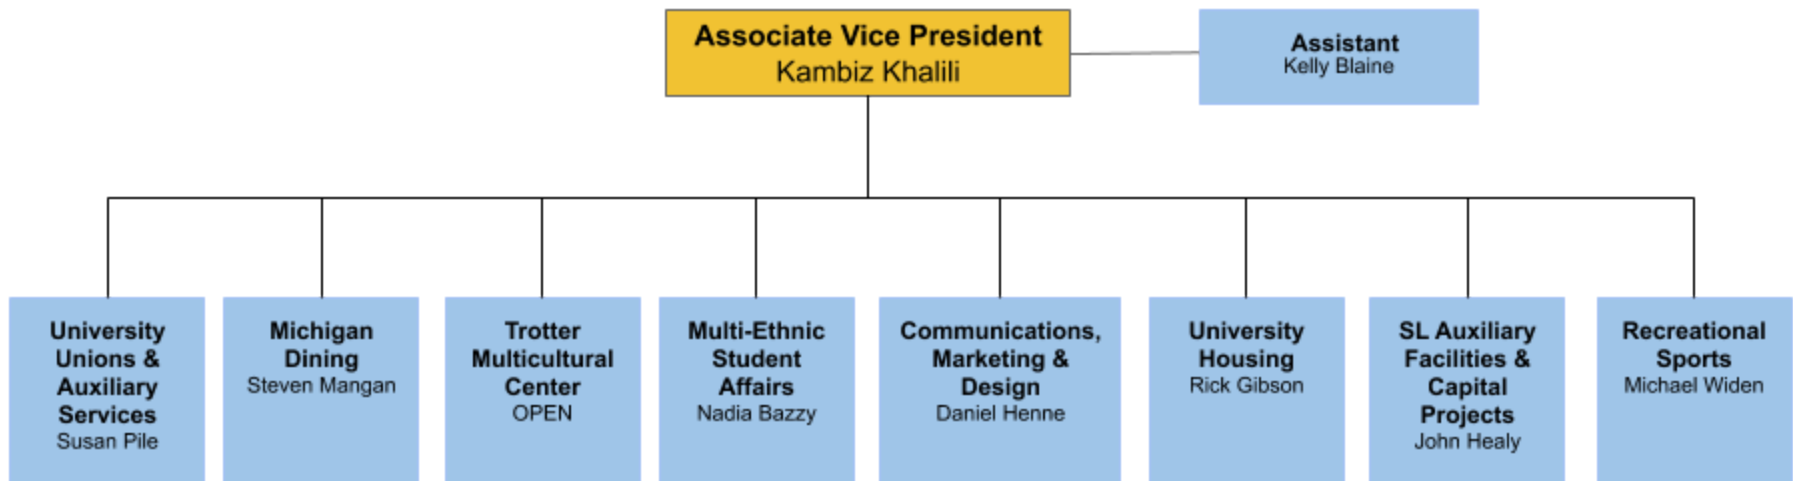 Associate Vice President
Kambiz Khalili
Assistant
Kelly Blaine
University
Unions &
Auxiliary
Services
Susan Pile
Michigan
Dining
Steven Mangan
Trotter
Multicultural
Center
OPEN
Multi-Ethnic
Student
Affairs
Nadia Bazzy
Communications,
Marketing &
Design
Daniel Henne
University
Housing
Rick Gibson
SL Auxiliary
Facilities &
Capital
Projects
John Healy
Recreational
Sports
Michael Widen